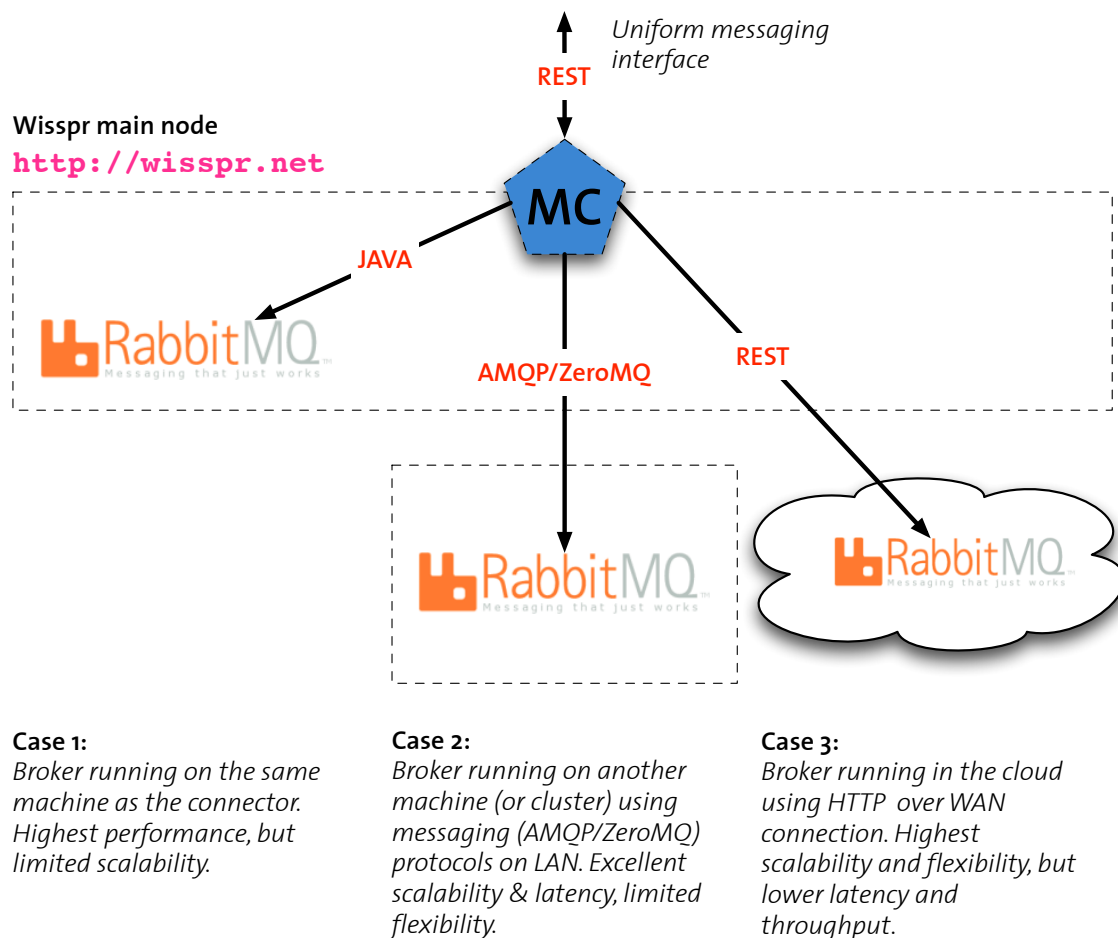 Uniform messaging
interface
REST
Wisspr main node
http://wisspr.net
MC
JAVA
RabbitMQ™
Messaging that just works
REST
AMQP/ZeroMQ
RabbitMQ™
Messaging that just works
RabbitMQ™
Messaging that just works
Case 1:
Broker running on the same
machine as the connector.
Highest performance, but
limited scalability.
Case 2:
Broker running on another
machine (or cluster) using
messaging (AMQP/ZeroMQ)
protocols on LAN. Excellent
scalability & latency, limited
flexibility.
Case 3:
Broker running in the cloud
using HTTP over WAN
connection. Highest
scalability and flexibility, but
lower latency and
throughput.